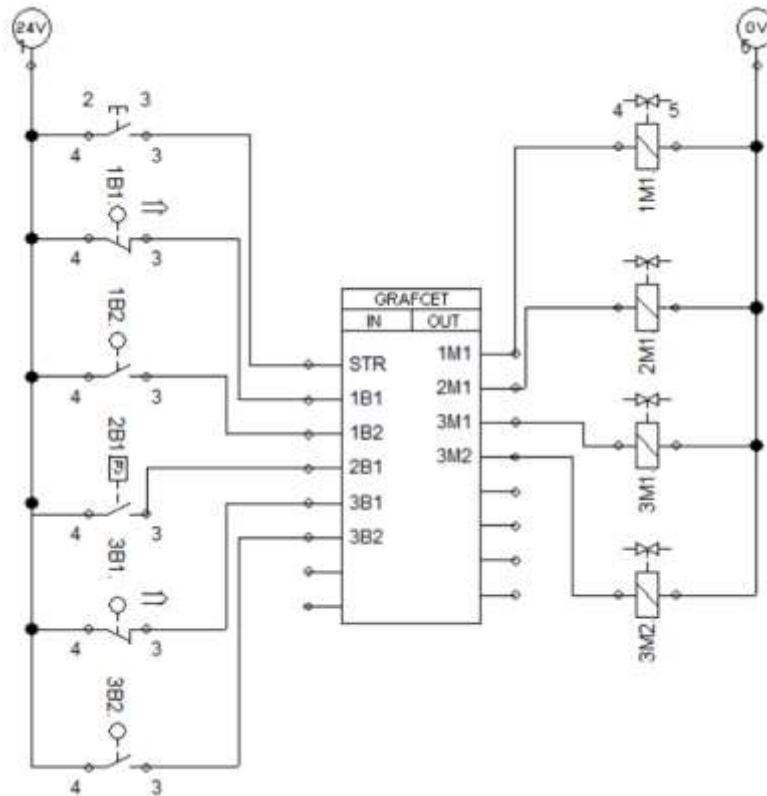 24V
1
0V
6
2 3
4 3
1B1.
4 3
1B2.
4 3
2B1
P
4 3
3B1.
4 3
3B2.
4 3
GRAFCET
IN OUT
STR
1B1
1B2
2B1
3B1
3B2
1M1
2M1
3M1
3M2
4 5
1M1.
2M1.
3M1.
3M2.